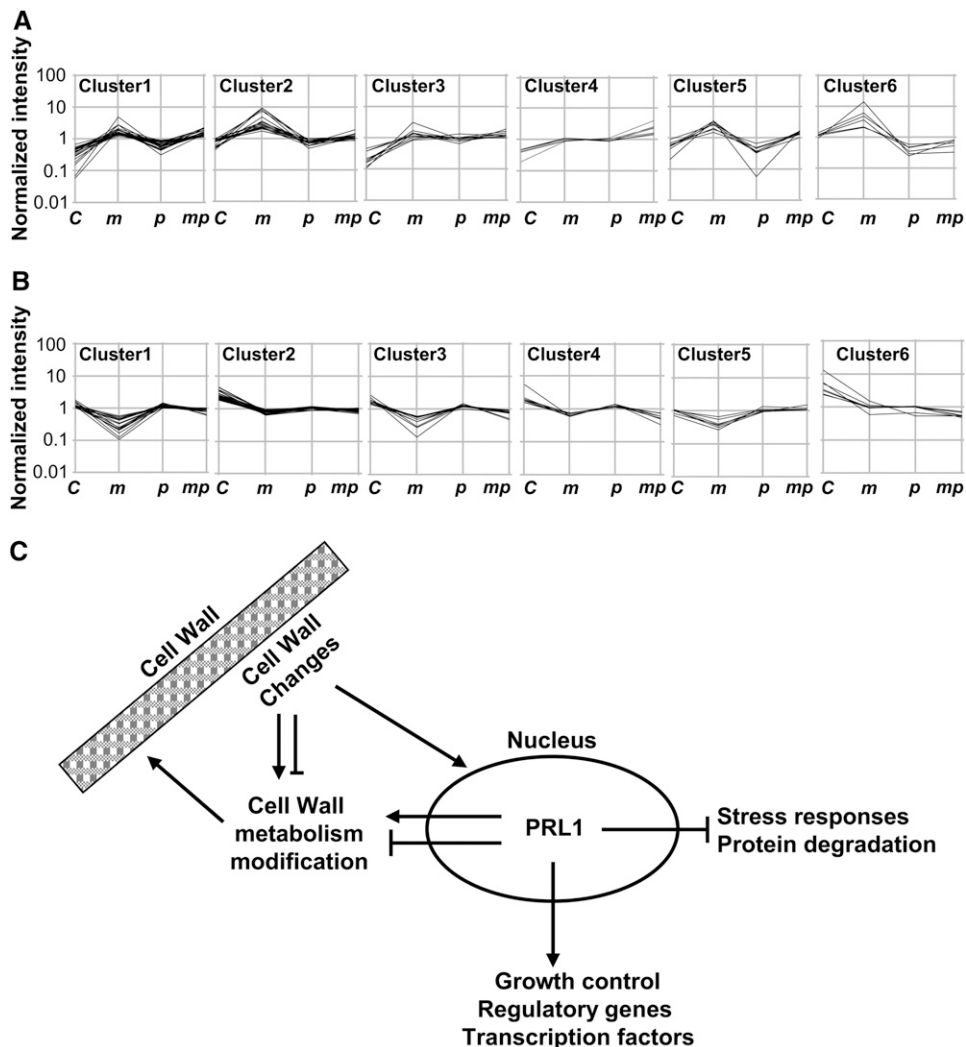 A
Normalized intensity
100
10
1
0.1
0.01
Cluster1
Cluster2
Cluster3
Cluster4
Cluster5
Cluster6
C m p mp C m p mp C m p mp C m p mp C m p mp C m p mp
B
Normalized intensity
100
10
1
0.1
0.01
Cluster1
Cluster2
Cluster3
Cluster4
Cluster5
Cluster6
C m p mp C m p mp C m p mp C m p mp C m p mp C m p mp
C
Cell Wall
Cell Wall
Changes
Nucleus
Cell Wall
metabolism
modification
PRL1
Stress responses
Protein degradation
Growth control
Regulatory genes
Transcription factors